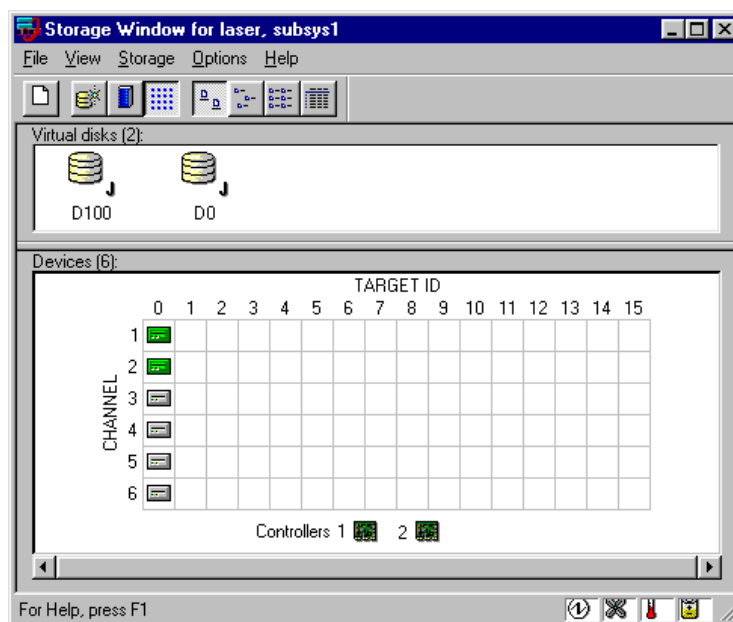 Storage Window for laser, subsys1
File View Storage Options Help
Virtual disks (2):
D100 D0
Devices (6):
TARGET ID
0 1 2 3 4 5 6 7 8 9 10 11 12 13 14 15
CHANNEL
1
2
3
4
5
6
Controllers 1 2
For Help, press F1